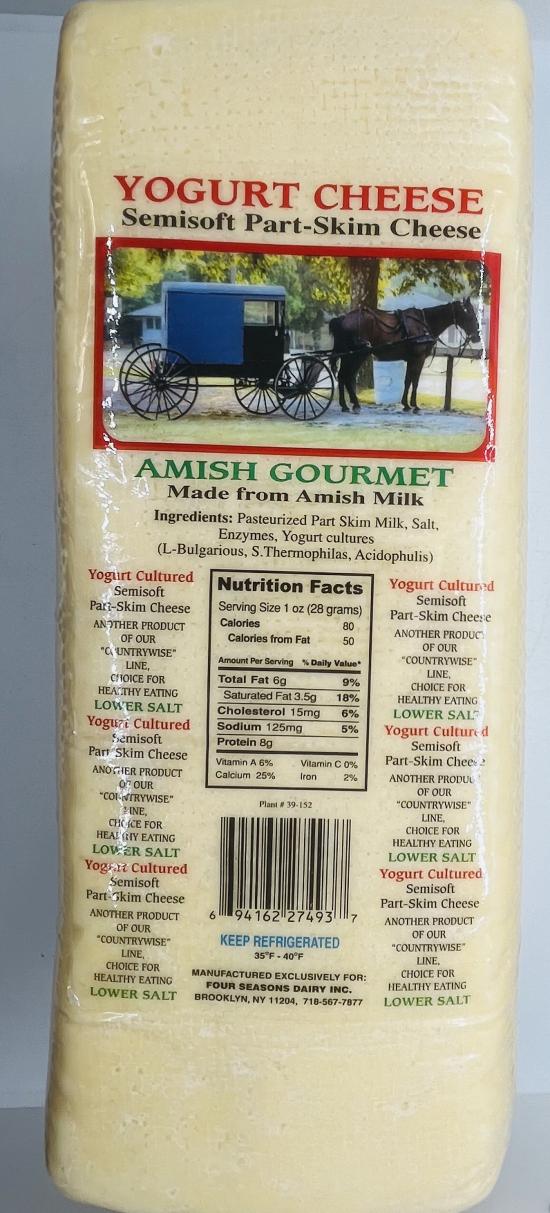 YOGURT CHEESE
Semisoft Part-Skim Cheese
AMISH GOURMET
Made from Amish Milk
Ingredients: Pasteurized Part Skim Milk, Salt,
Enzymes, Yogurt cultures
(L-Bulgarious, S.Thermophilas, Acidophulis)
Yogurt Cultured
Semisoft
Part-Skim Cheese
ANOTHER PRODUCT
OF OUR
"COUNTRYWISE"
LINE,
CHOICE FOR
HEALTHY EATING
LOWER SALT
Yogurt Cultured
Semisoft
Part-Skim Cheese
ANOTHER PRODUCT
OF OUR
"COUNTRYWISE"
LINE,
CHOICE FOR
HEALTHY EATING
LOWER SALT
Yogurt Cultured
Semisoft
Part-Skim Cheese
ANOTHER PRODUCT
OF OUR
"COUNTRYWISE"
LINE,
CHOICE FOR
HEALTHY EATING
LOWER SALT
Nutrition Facts
Serving Size 1 oz (28 grams)
Calories 80
Calories from Fat 50
Amount Per Serving % Daily Value*
Total Fat 6g 9%
Saturated Fat 3.5g 18%
Cholesterol 15mg 6%
Sodium 125mg 5%
Protein 8g
Vitamin A 6% Vitamin C 0%
Calcium 25% Iron 2%
Plant # 39-152
6 94162 27493 7
KEEP REFRIGERATED
35°F - 40°F
MANUFACTURED EXCLUSIVELY FOR:
FOUR SEASONS DAIRY INC.
BROOKLYN, NY 11204, 718-567-7877
Yogurt Cultured
Semisoft
Part-Skim Cheese
ANOTHER PRODUCT
OF OUR
"COUNTRYWISE"
LINE,
CHOICE FOR
HEALTHY EATING
LOWER SALT
Yogurt Cultured
Semisoft
Part-Skim Cheese
ANOTHER PRODUCT
OF OUR
"COUNTRYWISE"
LINE,
CHOICE FOR
HEALTHY EATING
LOWER SALT
Yogurt Cultured
Semisoft
Part-Skim Cheese
ANOTHER PRODUCT
OF OUR
"COUNTRYWISE"
LINE,
CHOICE FOR
HEALTHY EATING
LOWER SALT